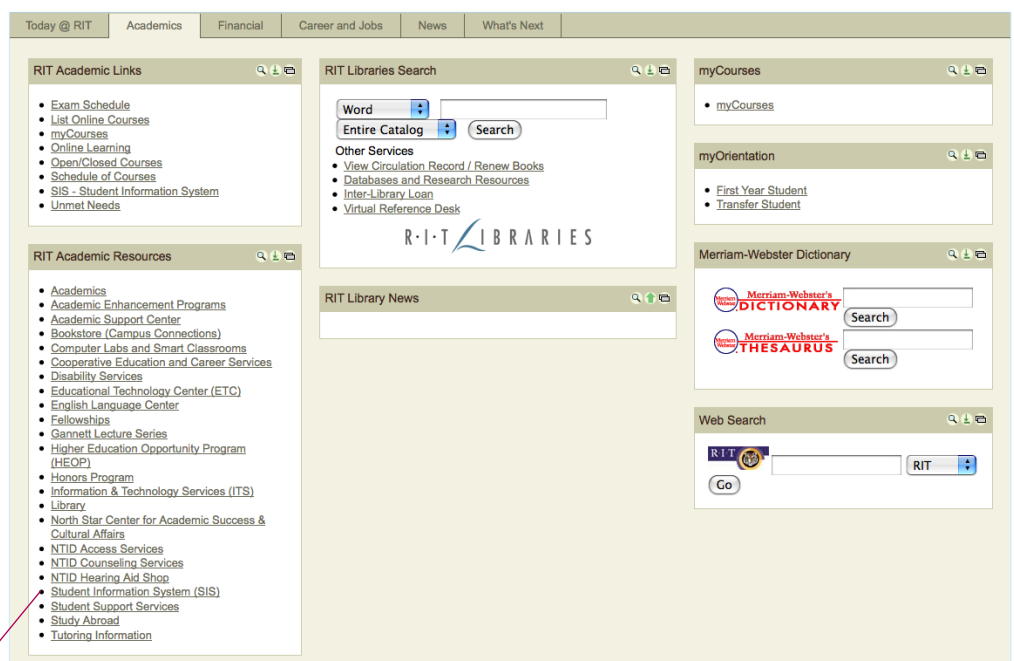 Today @ RIT
Academics
Financial
Career and Jobs
News
What's Next
RIT Academic Links
Exam Schedule
List Online Courses
myCourses
Online Learning
Open/Closed Courses
Schedule of Courses
SIS - Student Information System
Unmet Needs
RIT Academic Resources
Academics
Academic Enhancement Programs
Academic Support Center
Bookstore (Campus Connections)
Computer Labs and Smart Classrooms
Cooperative Education and Career Services
Disability Services
Educational Technology Center (ETC)
English Language Center
Fellowships
Gannett Lecture Series
Higher Education Opportunity Program
(HEOP)
Honors Program
Information & Technology Services (ITS)
Library
North Star Center for Academic Success &
Cultural Affairs
NTID Access Services
NTID Counseling Services
NTID Hearing Aid Shop
Student Information System (SIS)
Student Support Services
Study Abroad
Tutoring Information
RIT Libraries Search
Word
Entire Catalog
Search
Other Services
View Circulation Record / Renew Books
Databases and Research Resources
Inter-Library Loan
Virtual Reference Desk
R·I·T LIBRARIES
RIT Library News
myCourses
myCourses
myOrientation
First Year Student
Transfer Student
Merriam-Webster Dictionary
Merriam-Webster
Merriam-Webster's
DICTIONARY
Search
Merriam-Webster
Merriam-Webster's
THESAURUS
Search
Web Search
RIT
RIT
Go